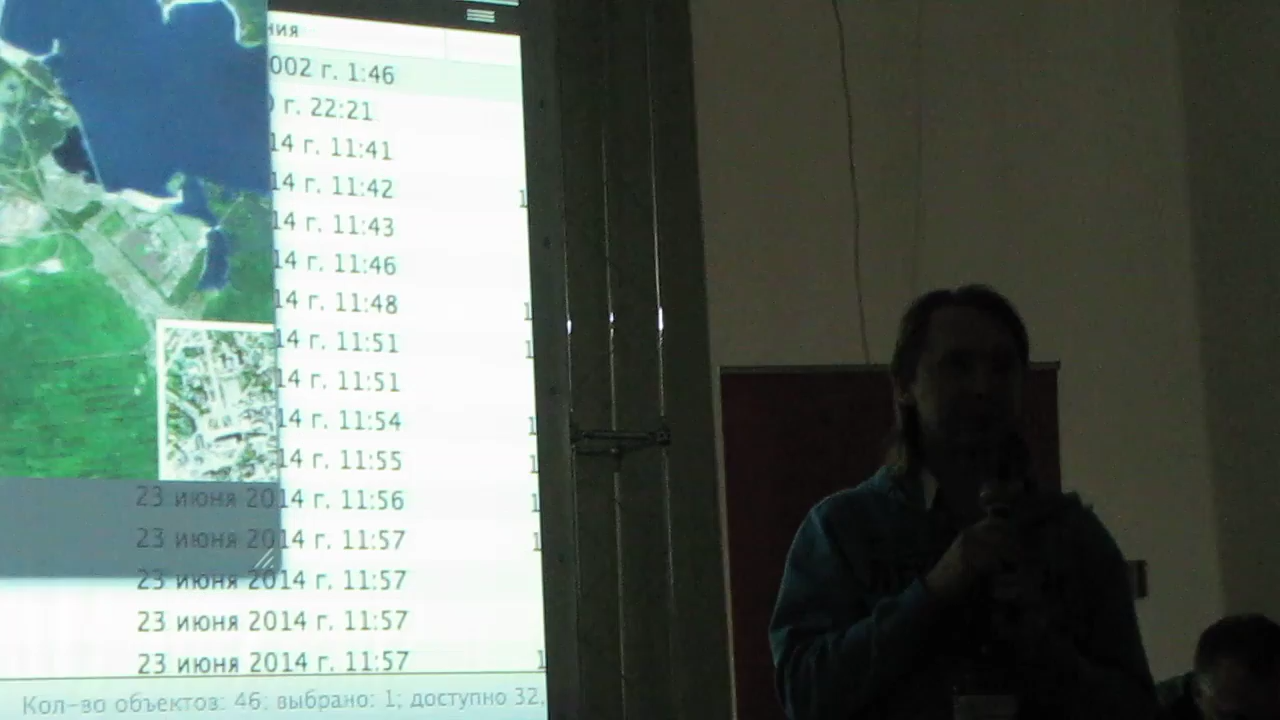 ния
002 г. 1:46
г. 22:21
14 г. 11:41
14 г. 11:42
14 г. 11:43
14 г. 11:46
14 г. 11:48
14 г. 11:51
14 г. 11:51
14 г. 11:54
14 г. 11:55
23 июня 2014 г. 11:56
23 июня 2014 г. 11:57
23 июня 2014 г. 11:57
23 июня 2014 г. 11:57
23 июня 2014 г. 11:57
Кол-во объектов: 46; выбрано: 1; доступно 32,